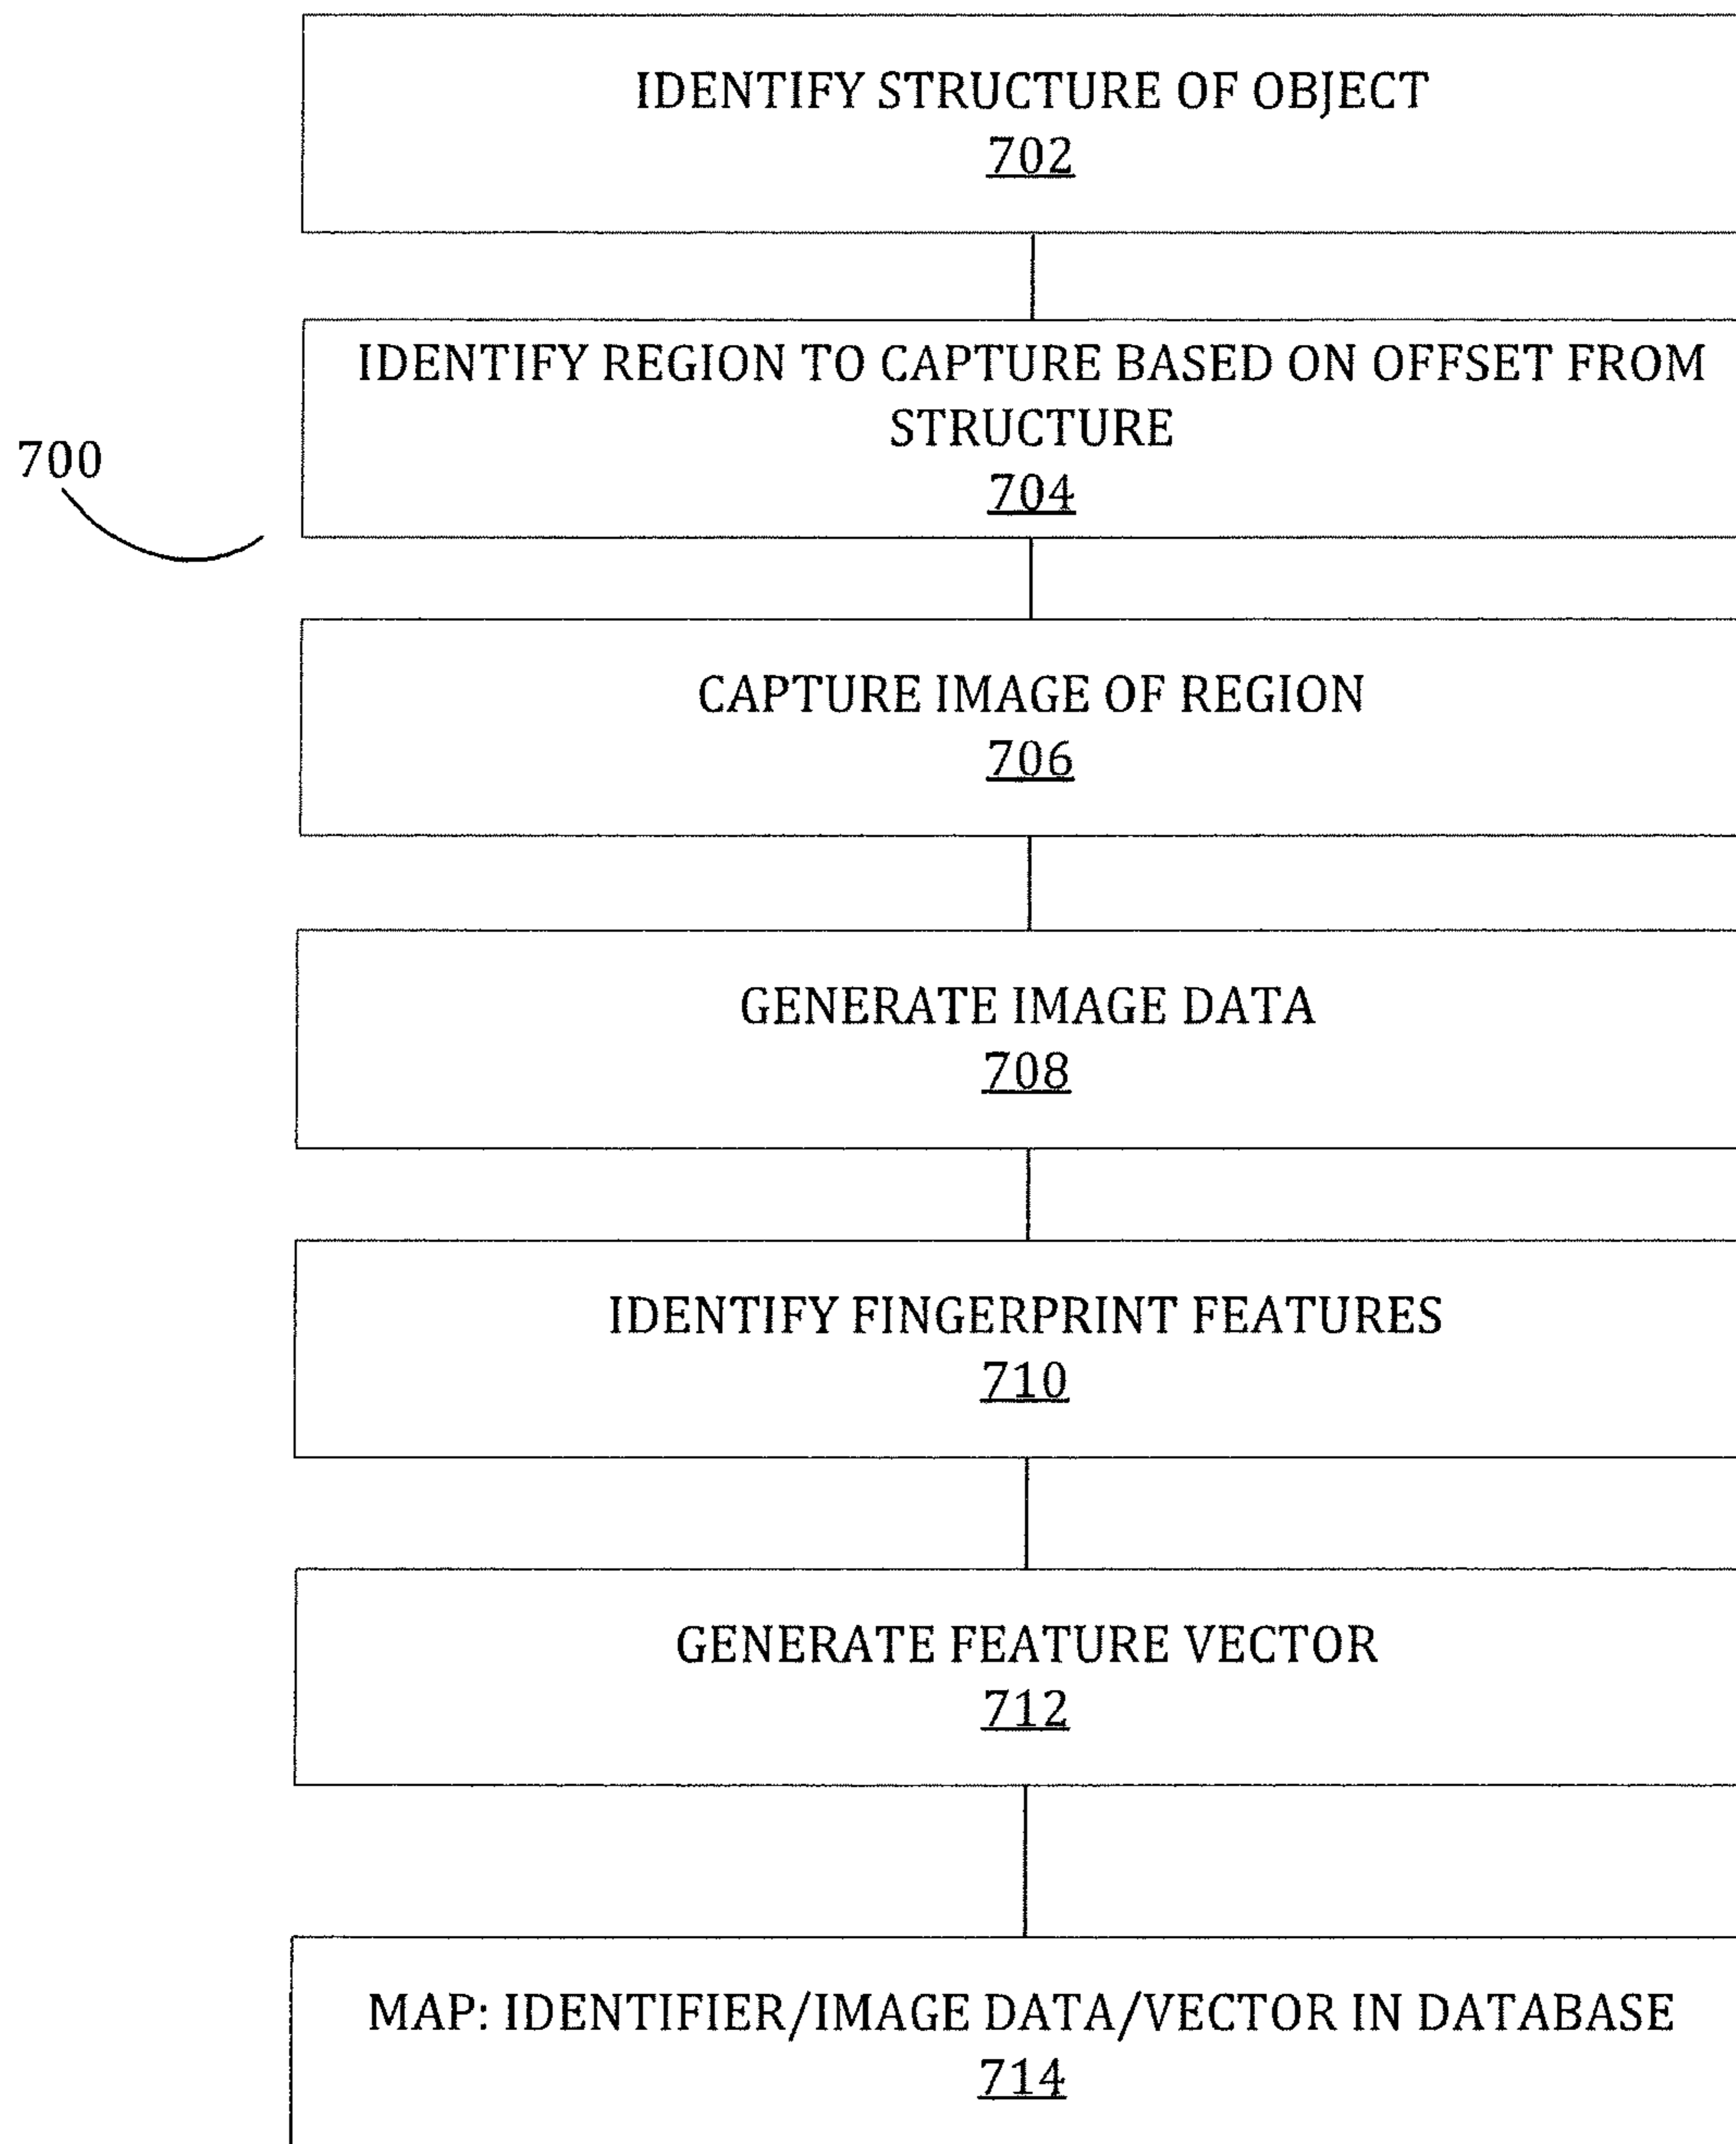 IDENTIFY STRUCTURE OF OBJECT
702
IDENTIFY REGION TO CAPTURE BASED ON OFFSET FROM
STRUCTURE
704
700
CAPTURE IMAGE OF REGION
706
GENERATE IMAGE DATA
708
IDENTIFY FINGERPRINT FEATURES
710
GENERATE FEATURE VECTOR
712
MAP: IDENTIFIER/IMAGE DATA/VECTOR IN DATABASE
714